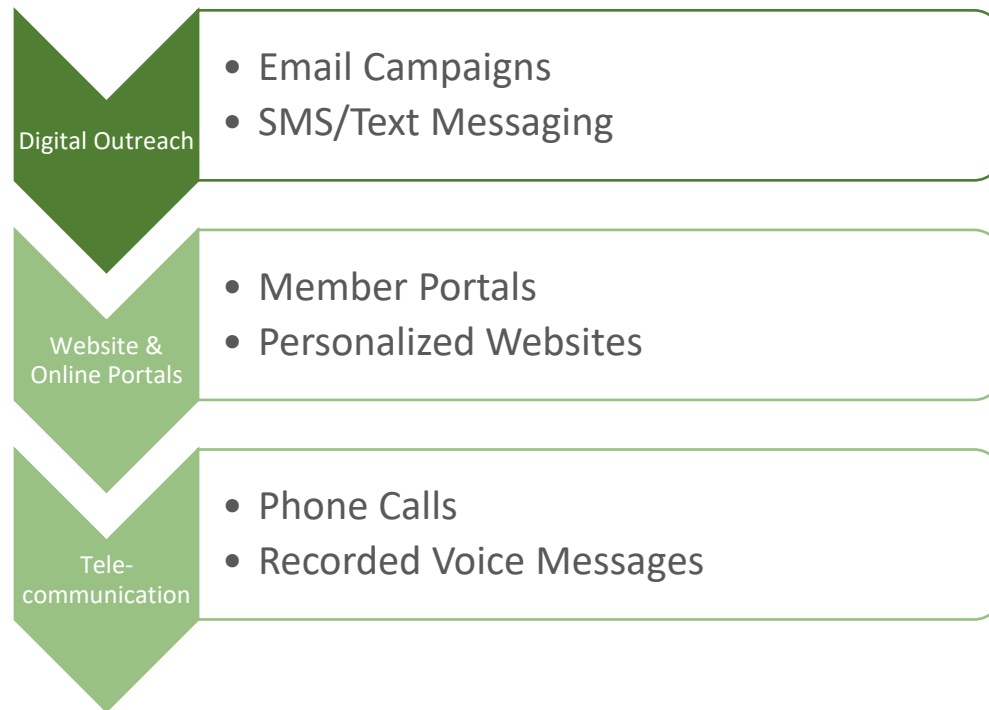 Digital Outreach
• Email Campaigns
• SMS/Text Messaging
Website &
Online Portals
• Member Portals
• Personalized Websites
Tele-
communication
• Phone Calls
• Recorded Voice Messages